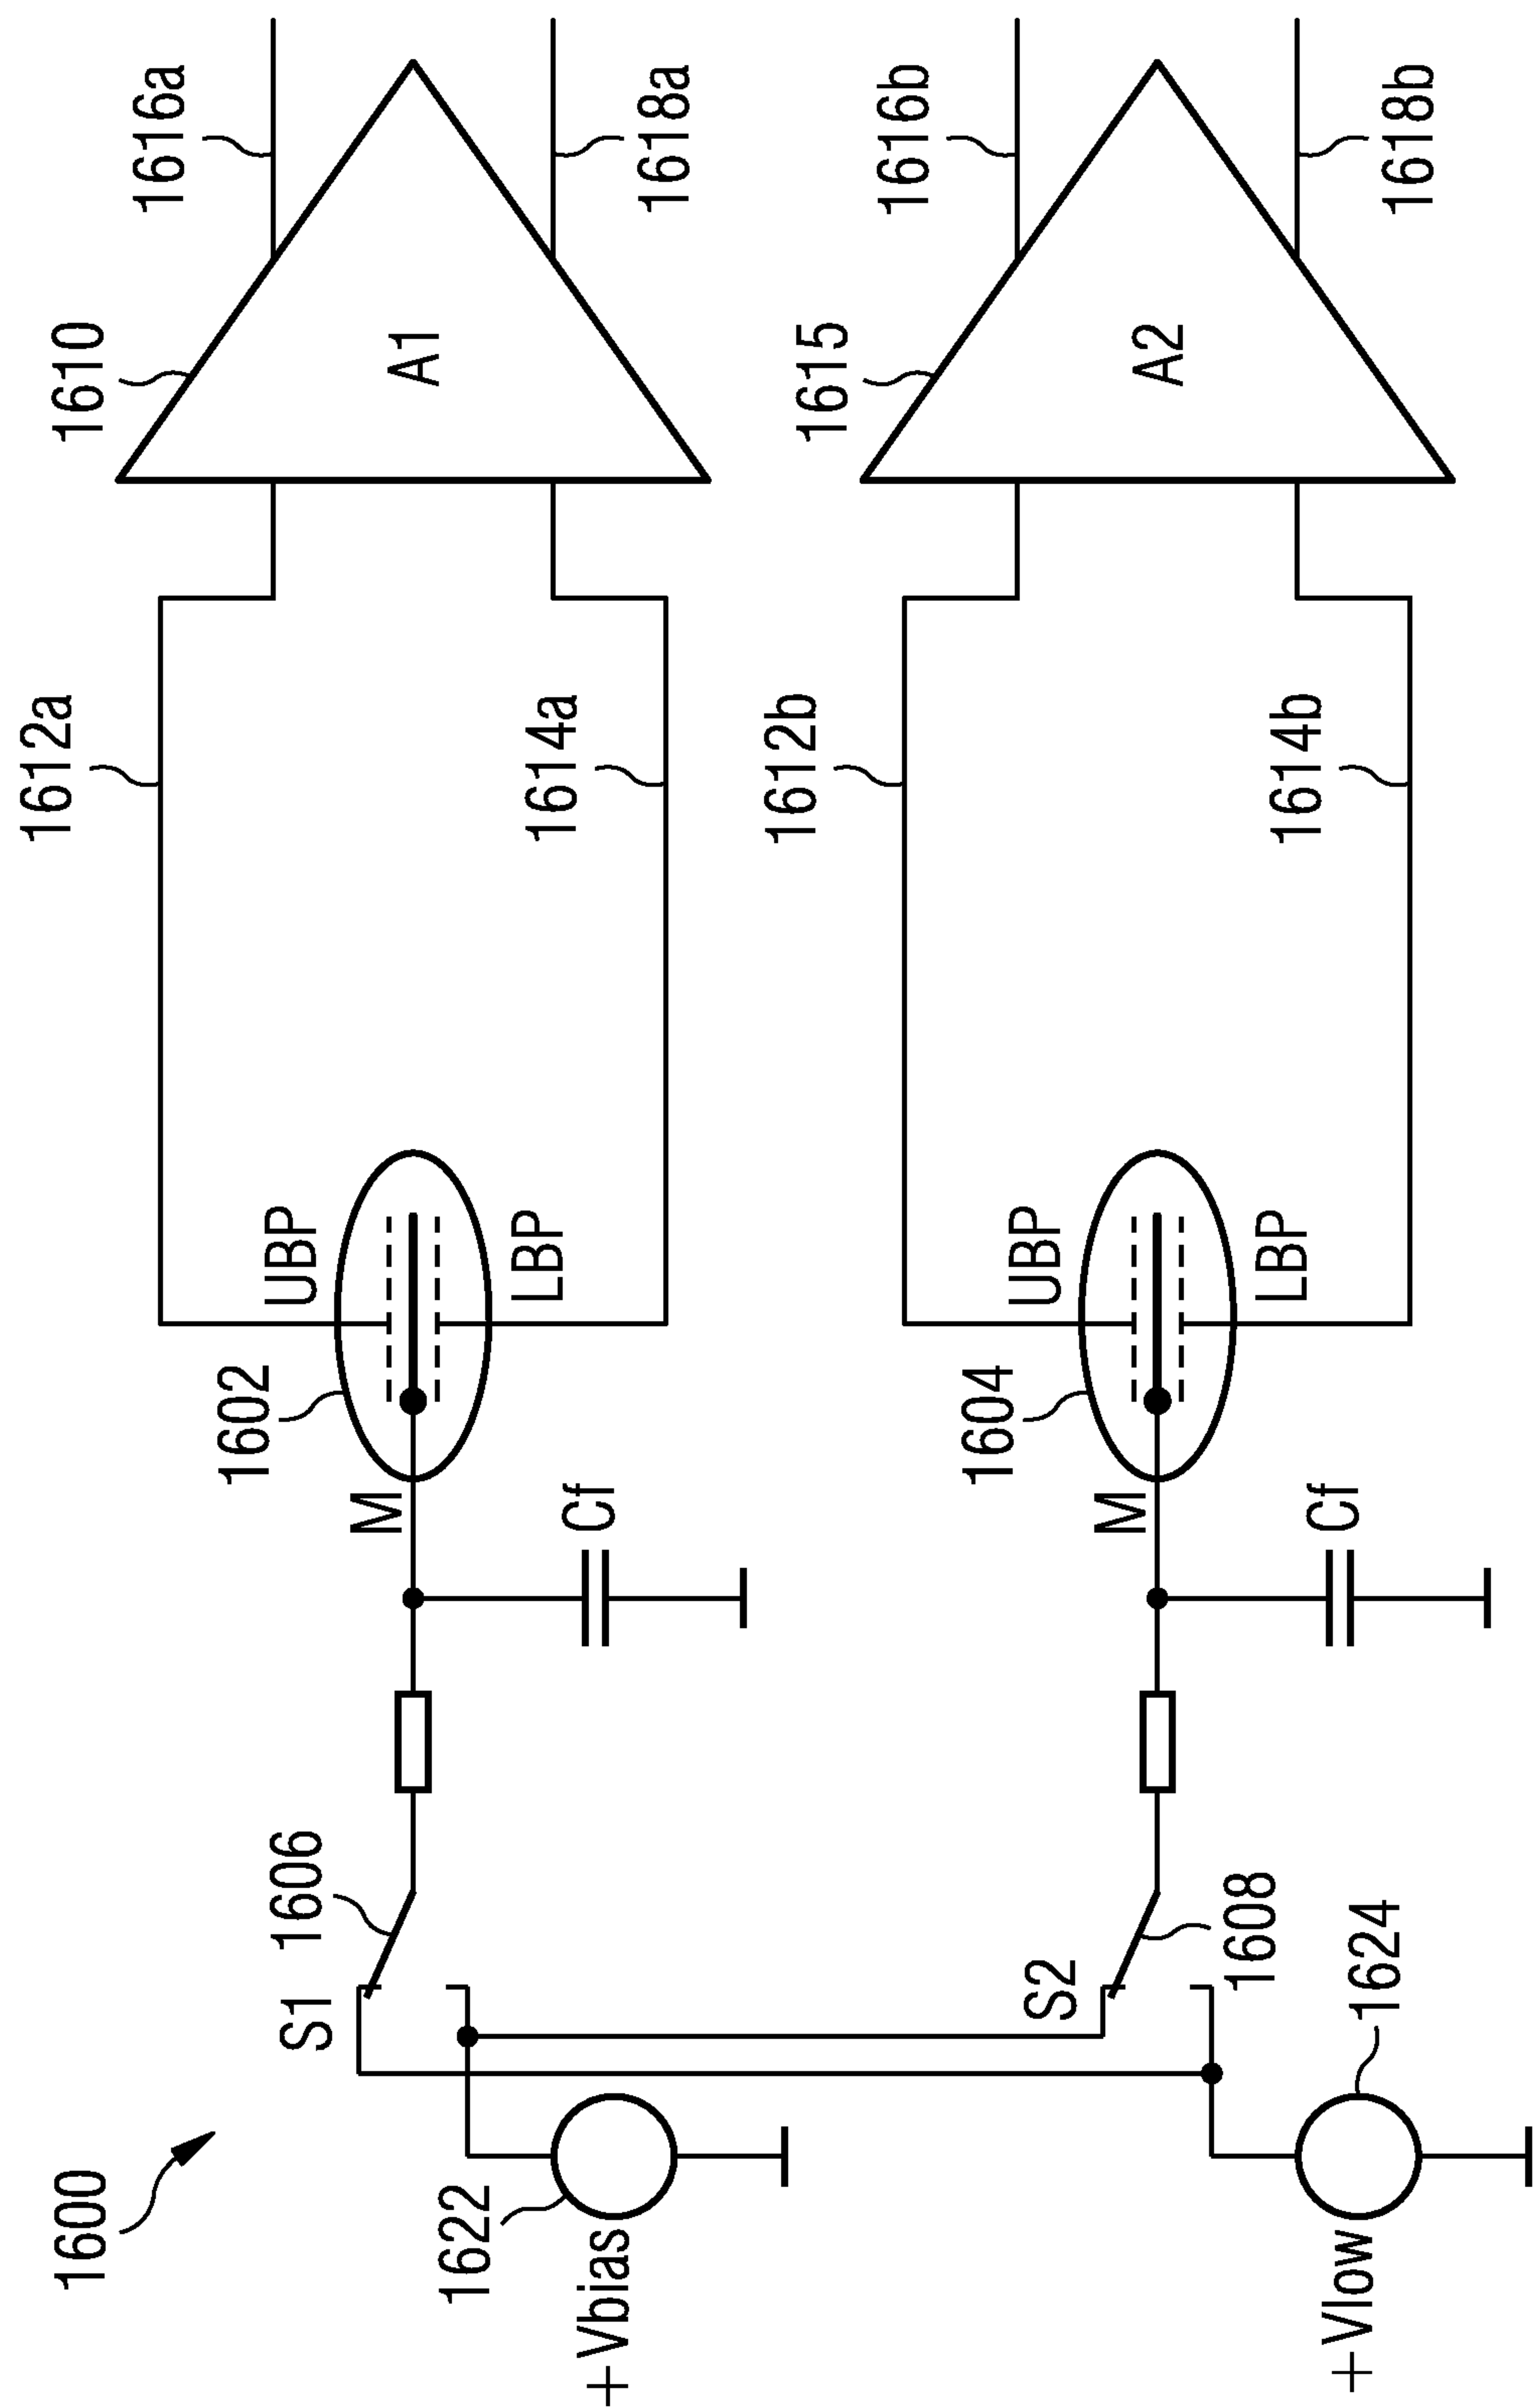 1600
+Vbias
1622
S1
1606
M
Cf
1602
UBP
LBP
1612a
1614a
1610
A1
1616a
1618a
+Vlow
1624
S2
1608
M
Cf
1604
UBP
LBP
1612b
1614b
1615
A2
1616b
1618b